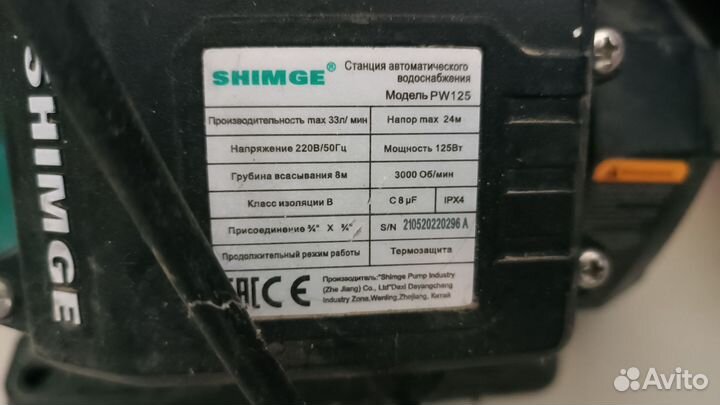 SHIMGE
SHIMGE® Станция автоматического
водоснабжения
Модель PW125
Производительность max 33л/ мин Напор max 24м
Напряжение 220В/50Гц Мощность 125Вт
Грубина всасывания 8м 3000 Об/мин
Класс изоляции В C 8 µF IPX4
Присоединение ¾" X ¾" S/N 210520220296 A
Продолжительный режим работы Термозащита
EAC CE
Производитель:"Shimge Pump Industry
(Zhe Jiang) Co., Ltd"Daxi Dayangcheng
Industry Zona,Wenling,Zhejiang, Китай
Avito